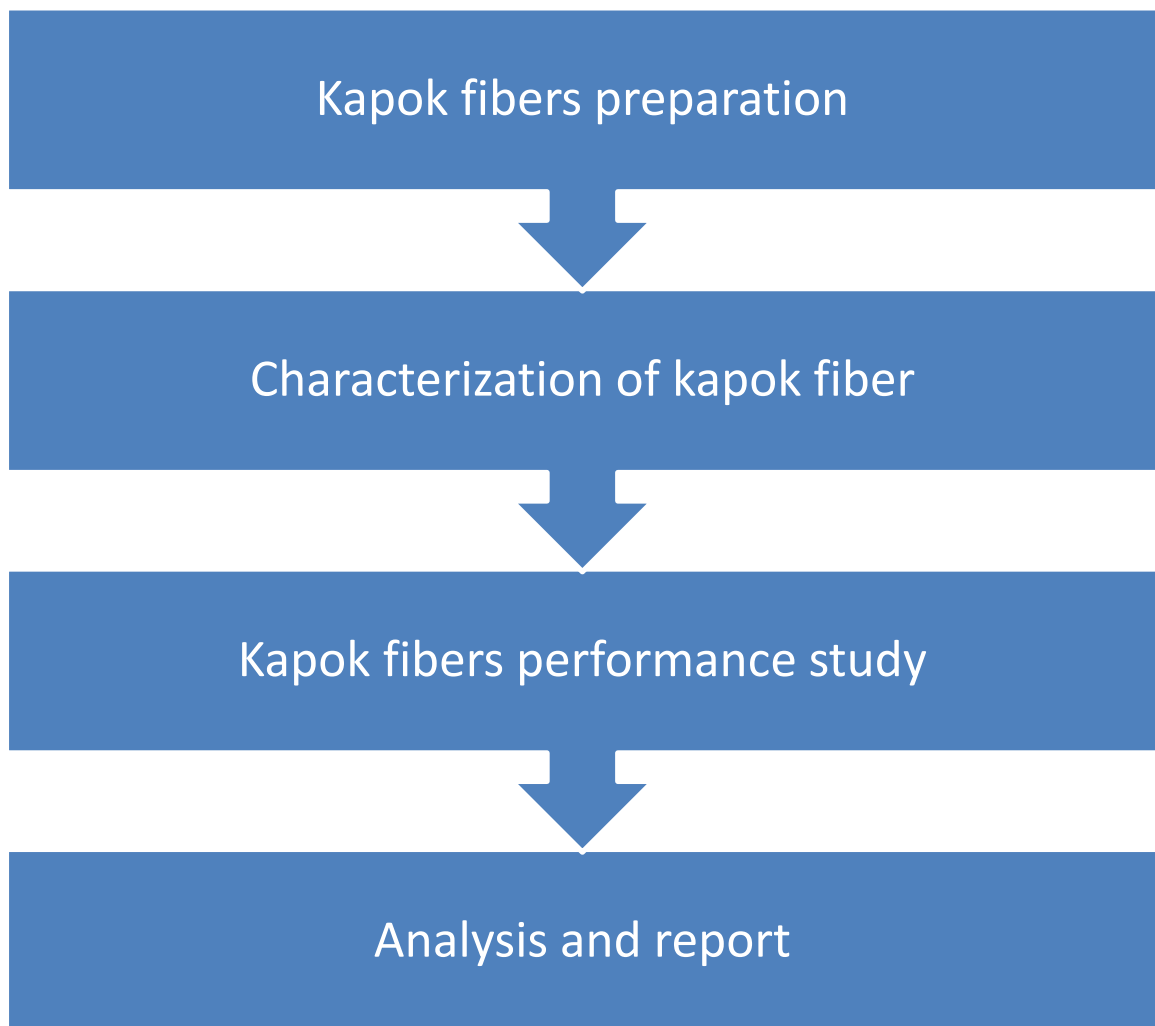 Kapok fibers preparation
Characterization of kapok fiber
Kapok fibers performance study
Analysis and report